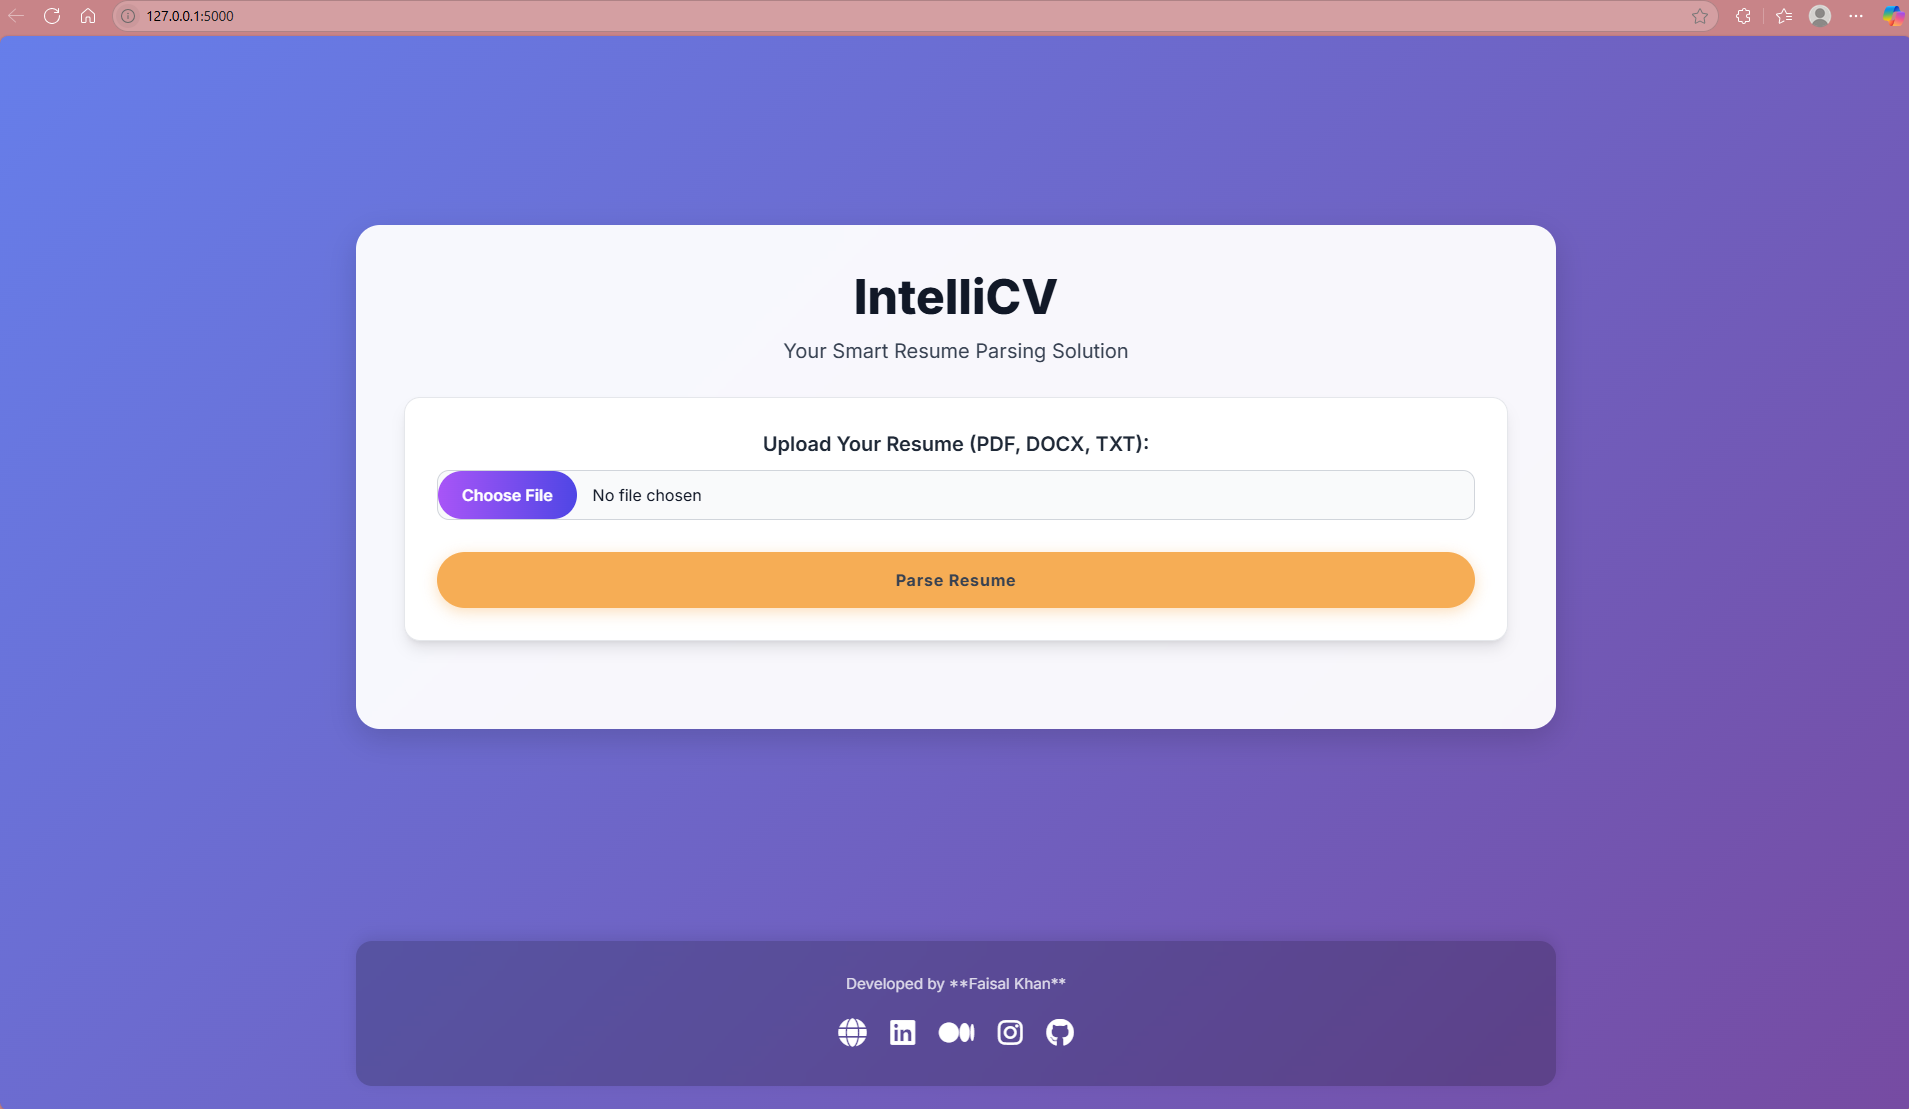 127.0.0.1:5000
IntelliCV
Your Smart Resume Parsing Solution
Upload Your Resume (PDF, DOCX, TXT):
Choose File No file chosen
Parse Resume
Developed by **Faisal Khan**
in